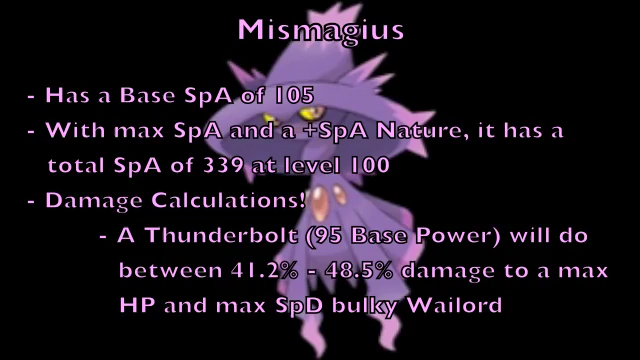 Mismagius
- Has a Base SpA of 105
- With max SpA and a +SpA Nature, it has a
total SpA of 339 at level 100
- Damage Calculations!
- A Thunderbolt (95 Base Power) will do
between 41.2% - 48.5% damage to a max
HP and max SpD bulky Wailord